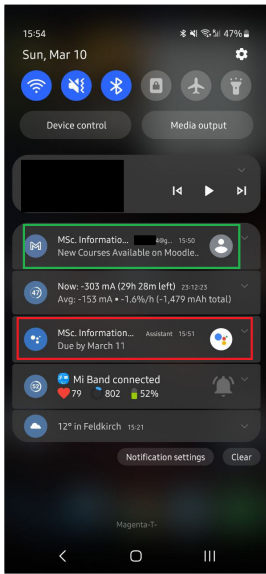 15:54 47%
Sun, Mar 10
Device control Media output
MSc. Informatio... 15:50
New Courses Available on Moodle..
47 Now: -303 mA (29h 28m left) 23:12:23
Avg: -153 mA • -1.6%/h (-1,479 mAh total)
MSc. Information... Assistant 15:51
Due by March 11
52 Mi Band connected
79 802 52%
12° in Feldkirch 15:21
Notification settings Clear
Magenta-T-